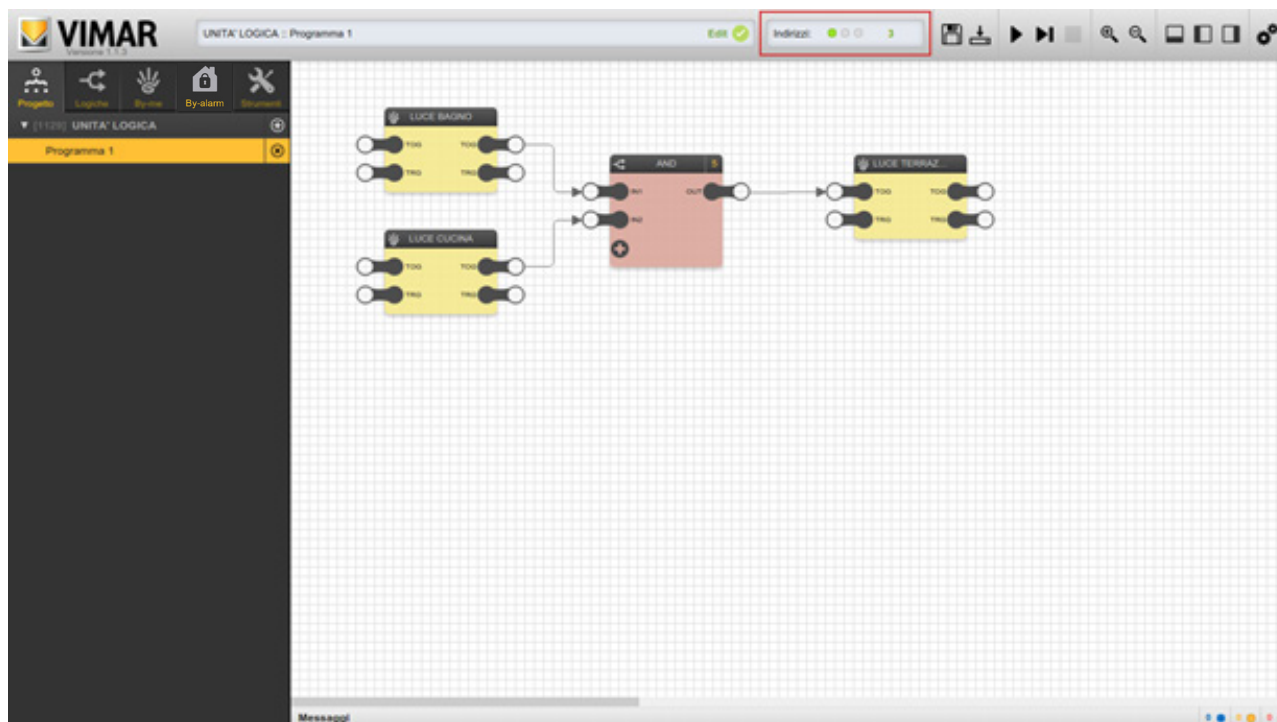 VIMAR
Versione 1.1.3
UNITA' LOGICA :: Programma 1
Edit
Indirizzi:
3
Progetto
Logiche
By-me
By-alarm
Strumenti
[1129] UNITA' LOGICA
Programma 1
LUCE BAGNO
TOG TOG
TRG TRG
LUCE CUCINA
TOG TOG
TRG TRG
AND 5
IN1 OUT
IN2
LUCE TERRAZ...
TOG TOG
TRG TRG
Messaggi